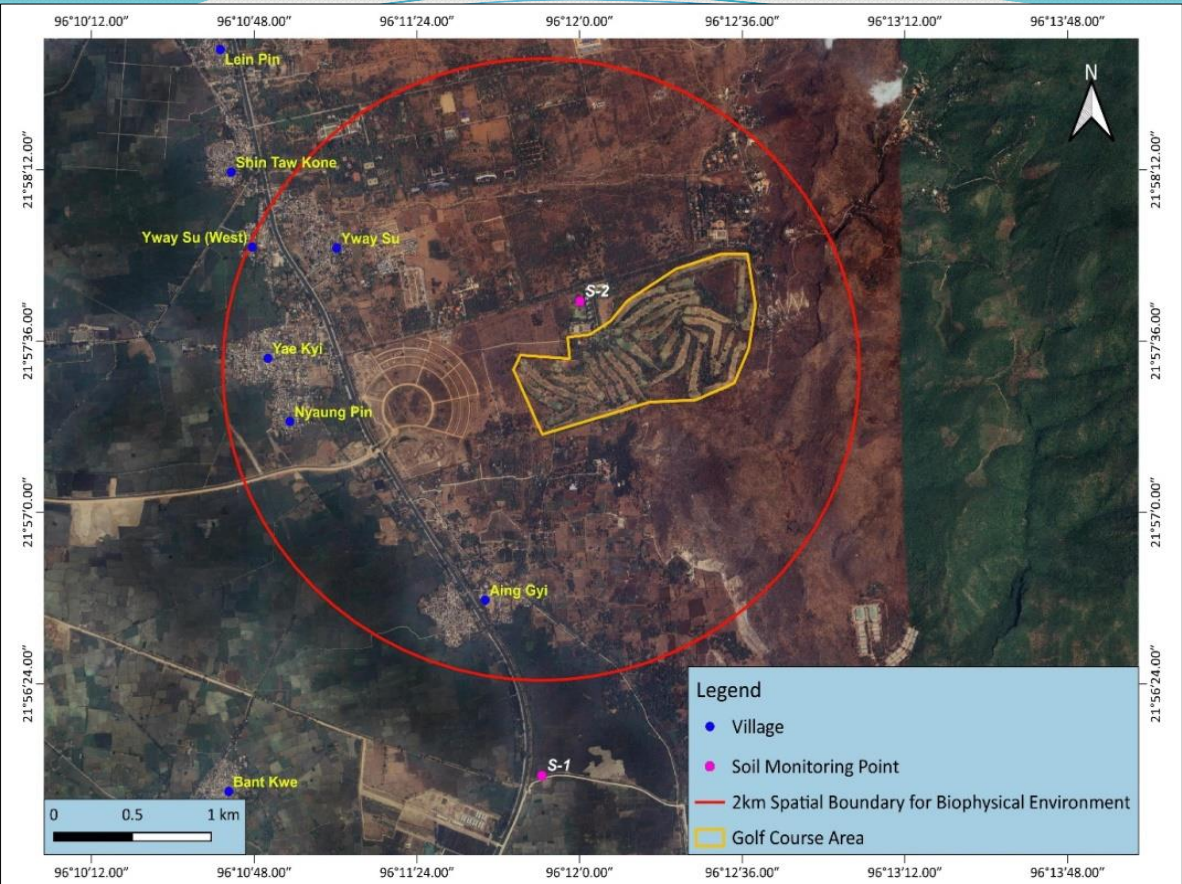 96°10′12.00″ 96°10′48.00″ 96°11′24.00″ 96°12′0.00″ 96°12′36.00″ 96°13′12.00″ 96°13′48.00″
N
Lein Pin
21°58′12.00″ 21°58′12.00″
Shin Taw Kone
Yway Su (West) Yway Su
S-2
21°57′36.00″ 21°57′36.00″
Yae Kyi
Nyaung Pin
21°57′0.00″ 21°57′0.00″
Aing Gyi
21°56′24.00″ 21°56′24.00″
Legend
Village
Soil Monitoring Point
2km Spatial Boundary for Biophysical Environment
Golf Course Area
S-1
Bant Kwe
0 0.5 1 km
96°10′12.00″ 96°10′48.00″ 96°11′24.00″ 96°12′0.00″ 96°12′36.00″ 96°13′12.00″ 96°13′48.00″